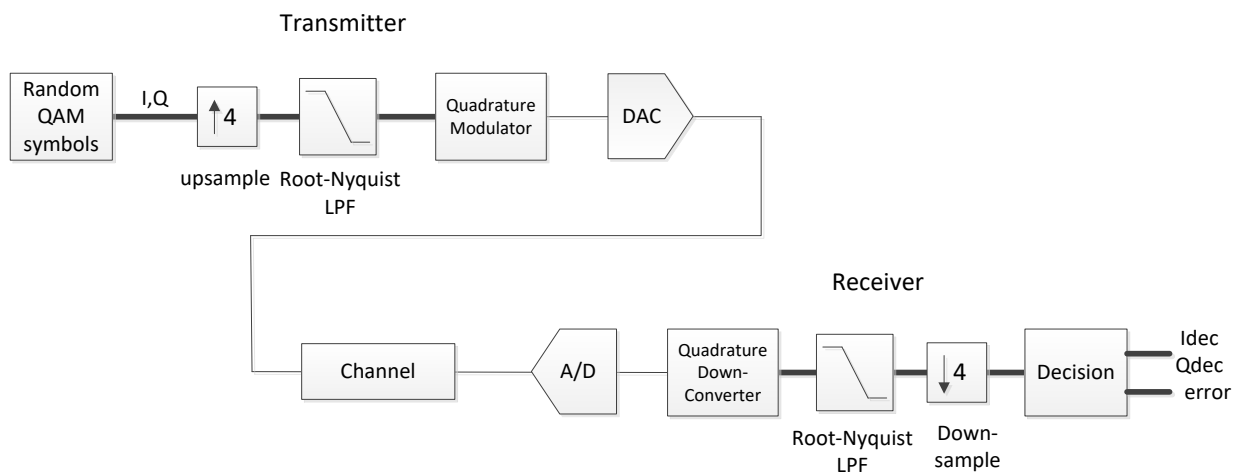 Transmitter
Random
QAM
symbols
I,Q
4
upsample
Root-Nyquist
LPF
Quadrature
Modulator
DAC
Receiver
Channel
A/D
Quadrature
Down-
Converter
Root-Nyquist
LPF
4
Down-
sample
Decision
Idec
Qdec
error